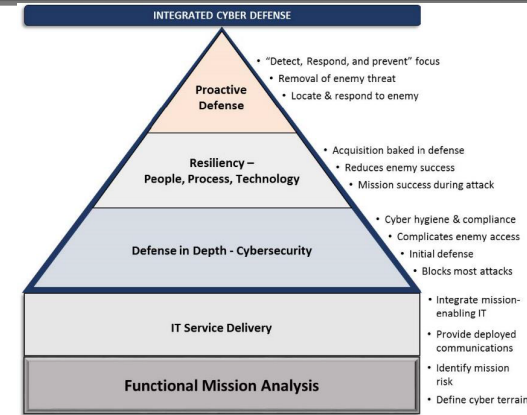 INTEGRATED CYBER DEFENSE
Proactive
Defense
• "Detect, Respond, and prevent" focus
• Removal of enemy threat
• Locate & respond to enemy
Resiliency –
People, Process, Technology
• Acquisition baked in defense
• Reduces enemy success
• Mission success during attack
Defense in Depth - Cybersecurity
• Cyber hygiene & compliance
• Complicates enemy access
• Initial defense
• Blocks most attacks
IT Service Delivery
• Integrate mission-
enabling IT
• Provide deployed
communications
Functional Mission Analysis
• Identify mission
risk
• Define cyber terrain